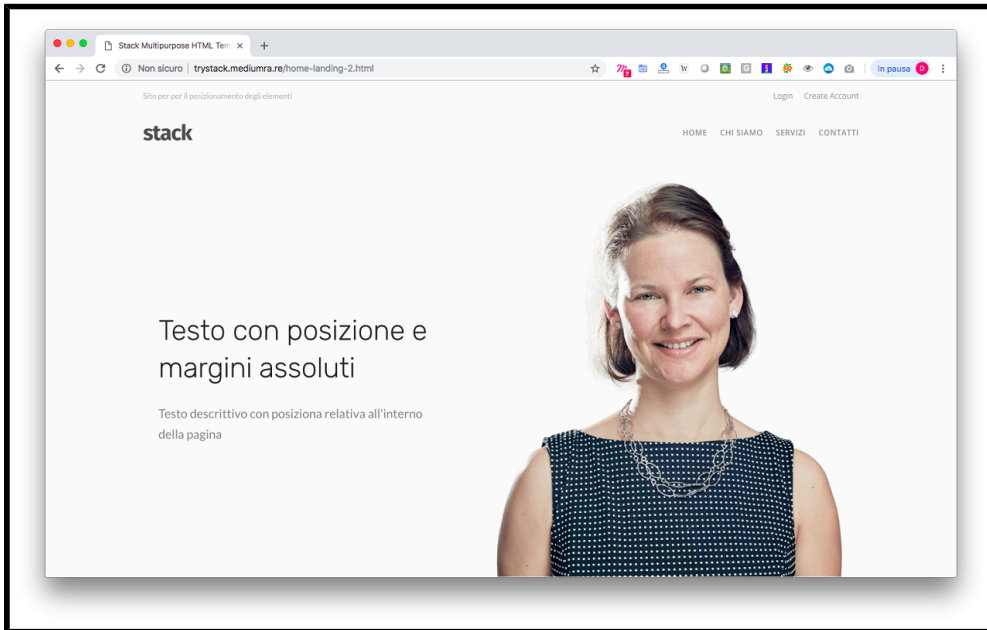 Stack Multipurpose HTML Tem
Non sicuro | trystack.mediumra.re/home-landing-2.html
In pausa D
Sito per per il posizionamento degli elementi
Login Create Account
stack
HOME CHI SIAMO SERVIZI CONTATTI
Testo con posizione e
margini assoluti
Testo descrittivo con posiziona relativa all'interno
della pagina